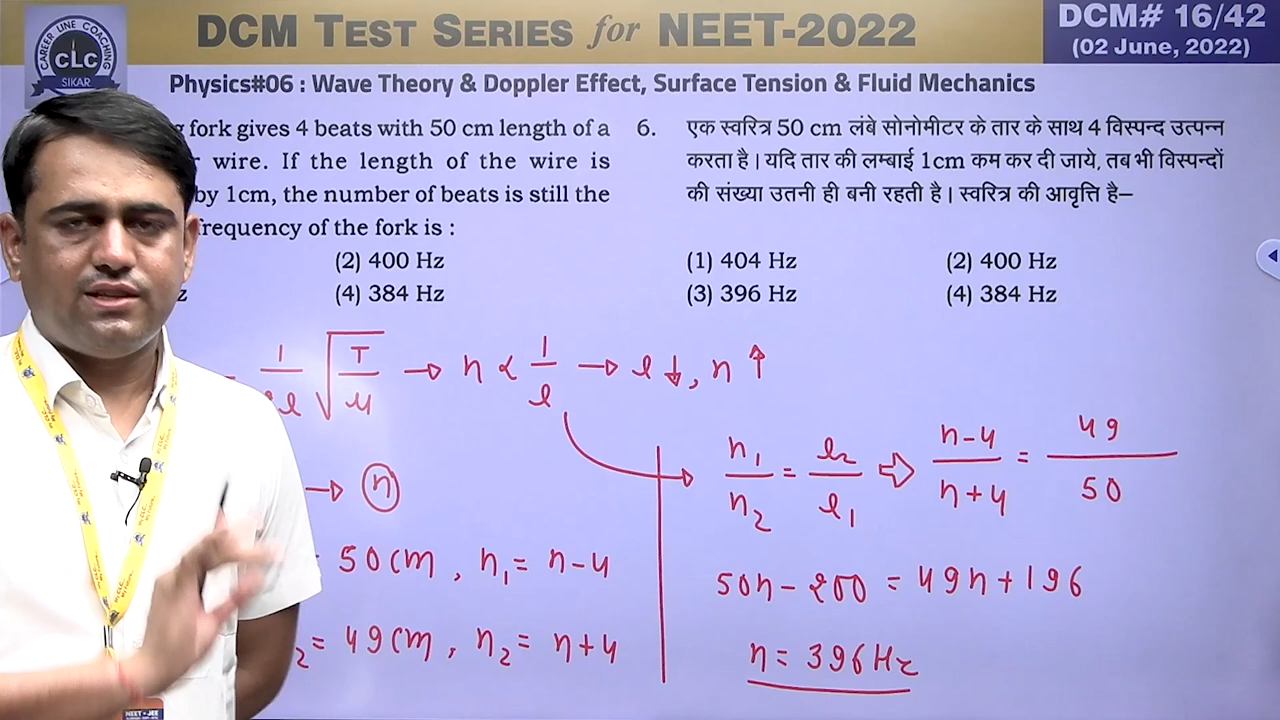 DCM TEST SERIES for NEET-2022
DCM# 16/42
(02 June, 2022)
CAREER LINE COACHING
CLC
SIKAR
Physics#06 : Wave Theory & Doppler Effect, Surface Tension & Fluid Mechanics
fork gives 4 beats with 50 cm length of a
wire. If the length of the wire is
by 1cm, the number of beats is still the
frequency of the fork is :
(2) 400 Hz
(4) 384 Hz
6. एक स्वरित्र 50 cm लंबे सोनोमीटर के तार के साथ 4 विस्पन्द उत्पन्न
करता है। यदि तार की लम्बाई 1cm कम कर दी जाये, तब भी विस्पन्दों
की संख्या उतनी ही बनी रहती है। स्वरित्र की आवृत्ति है–
(1) 404 Hz (2) 400 Hz
(3) 396 Hz (4) 384 Hz
1/2l √(T/μ) → n ∝ 1/l → l ↓, n ↑
→ n
50 cm, n₁ = n-4
₂ = 49 cm, n₂ = n+4
n₁/n₂ = l₂/l₁ ⇒ (n-4)/(n+4) = 49/50
50n - 200 = 49n + 196
n = 396 Hz
NEET - JEE